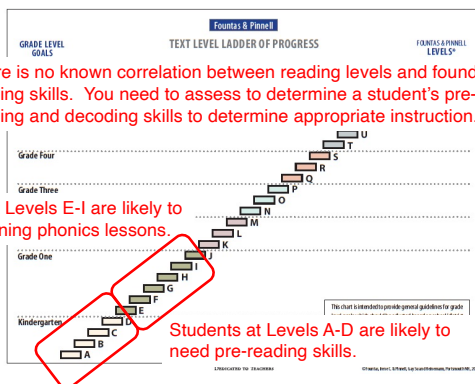 Fountas & Pinnell
GRADE LEVEL
GOALS
TEXT LEVEL LADDER OF PROGRESS
FOUNTAS & PINNELL
LEVELS*
re is no known correlation between reading levels and found
ing skills. You need to assess to determine a student's pre-
ing and decoding skills to determine appropriate instruction.
U
T
Grade Four
S
R
Q
Grade Three
P
O
N
Levels E-I are likely to
M
ning phonics lessons.
L
K
Grade One
J
I
H
G
F
E
This chart is intended to provide general guidelines for grade
Kindergarten
D
C
Students at Levels A-D are likely to
B
need pre-reading skills.
A
DEDICATED TO TEACHERS